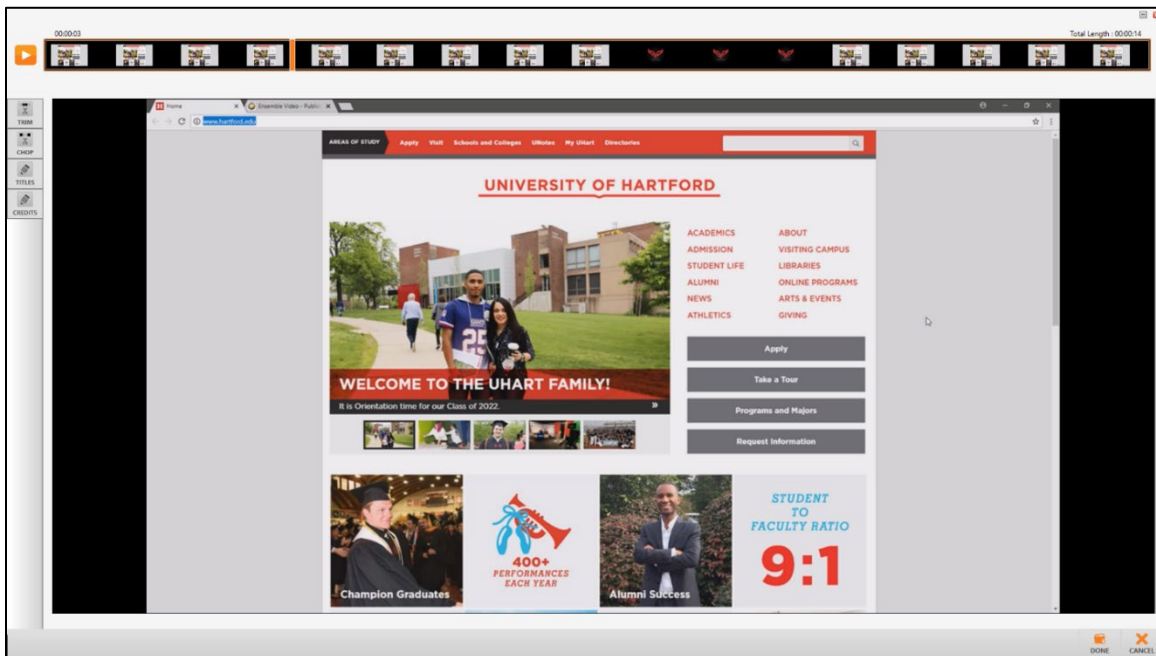 00:00:03
Total Length : 00:00:14
TRIM
CHOP
TITLES
CREDITS
Home
Ensemble Video - Public
www.hartford.edu
AREAS OF STUDY Apply Visit Schools and Colleges UNotes My UHart Directories
UNIVERSITY OF HARTFORD
25
WELCOME TO THE UHART FAMILY!
It is Orientation time for our Class of 2022. »
ACADEMICS
ADMISSION
STUDENT LIFE
ALUMNI
NEWS
ATHLETICS
ABOUT
VISITING CAMPUS
LIBRARIES
ONLINE PROGRAMS
ARTS & EVENTS
GIVING
Apply
Take a Tour
Programs and Majors
Request Information
Champion Graduates
400+
PERFORMANCES
EACH YEAR
Alumni Success
STUDENT
TO
FACULTY RATIO
9:1
DONE
CANCEL